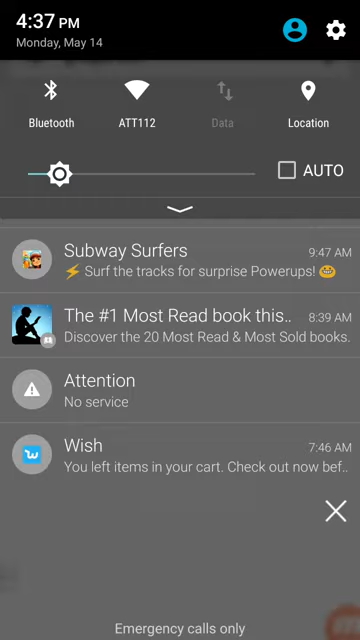 4:37 PM
Monday, May 14
Bluetooth
ATT112
Data
Location
AUTO
Subway Surfers
9:47 AM
⚡ Surf the tracks for surprise Powerups! 😁
The #1 Most Read book this..
8:39 AM
Discover the 20 Most Read & Most Sold books.
Attention
No service
Wish
7:46 AM
You left items in your cart. Check out now bef..
Emergency calls only